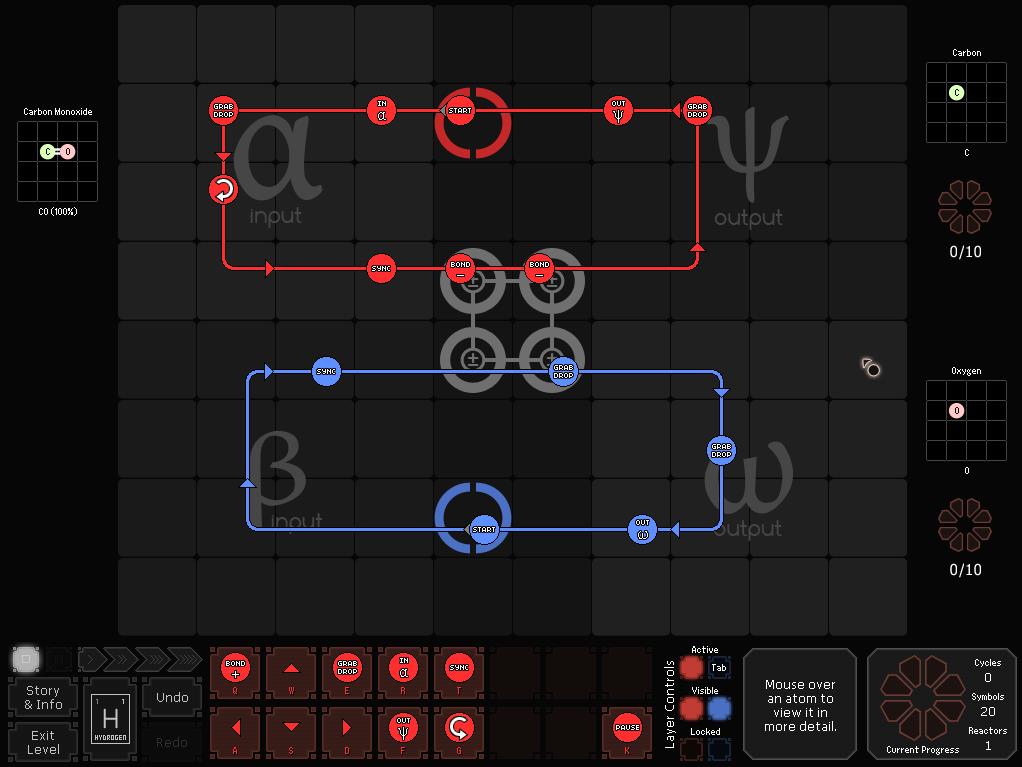 Carbon Monoxide
C=O
CO (100%)
GRAB
DROP
IN
α
START
OUT
ψ
GRAB
DROP
α
input
ψ
output
SYNC
BOND
−
BOND
−
±
±
±
+
SYNC
GRAB
DROP
GRAB
DROP
β
input
ω
output
START
OUT
ω
Carbon
C
C
0/10
Oxygen
O
O
0/10
Story
& Info
Exit
Level
1 1
H
HYDROGEN
Undo
Redo
BOND
+
Q
W
GRAB
DROP
E
IN
α
R
SYNC
T
A
S
D
OUT
ψ
F
G
PAUSE
K
Layer Controls
Active
Tab
Visible
Locked
Mouse over
an atom to
view it in
more detail.
Cycles
0
Symbols
20
Reactors
1
Current Progress